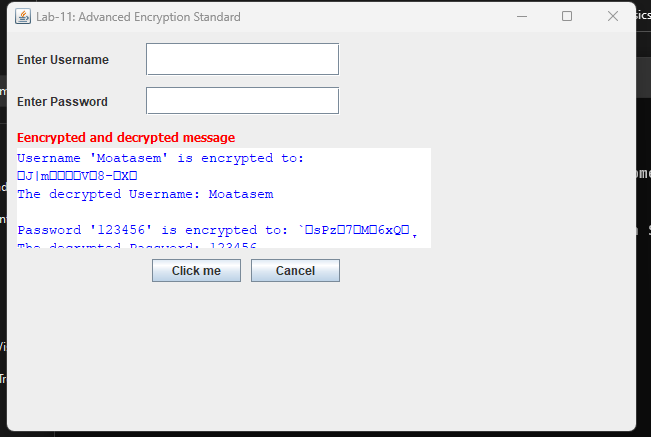 Lab-11: Advanced Encryption Standard
Enter Username
Enter Password
Eencrypted and decrypted message
Username 'Moatasem' is encrypted to:
□J|m□□□□V□8-□X□
The decrypted Username: Moatasem
Password '123456' is encrypted to: `□sPz□7□M□6xQ□¸
The decrypted Password: 123456
Click me
Cancel